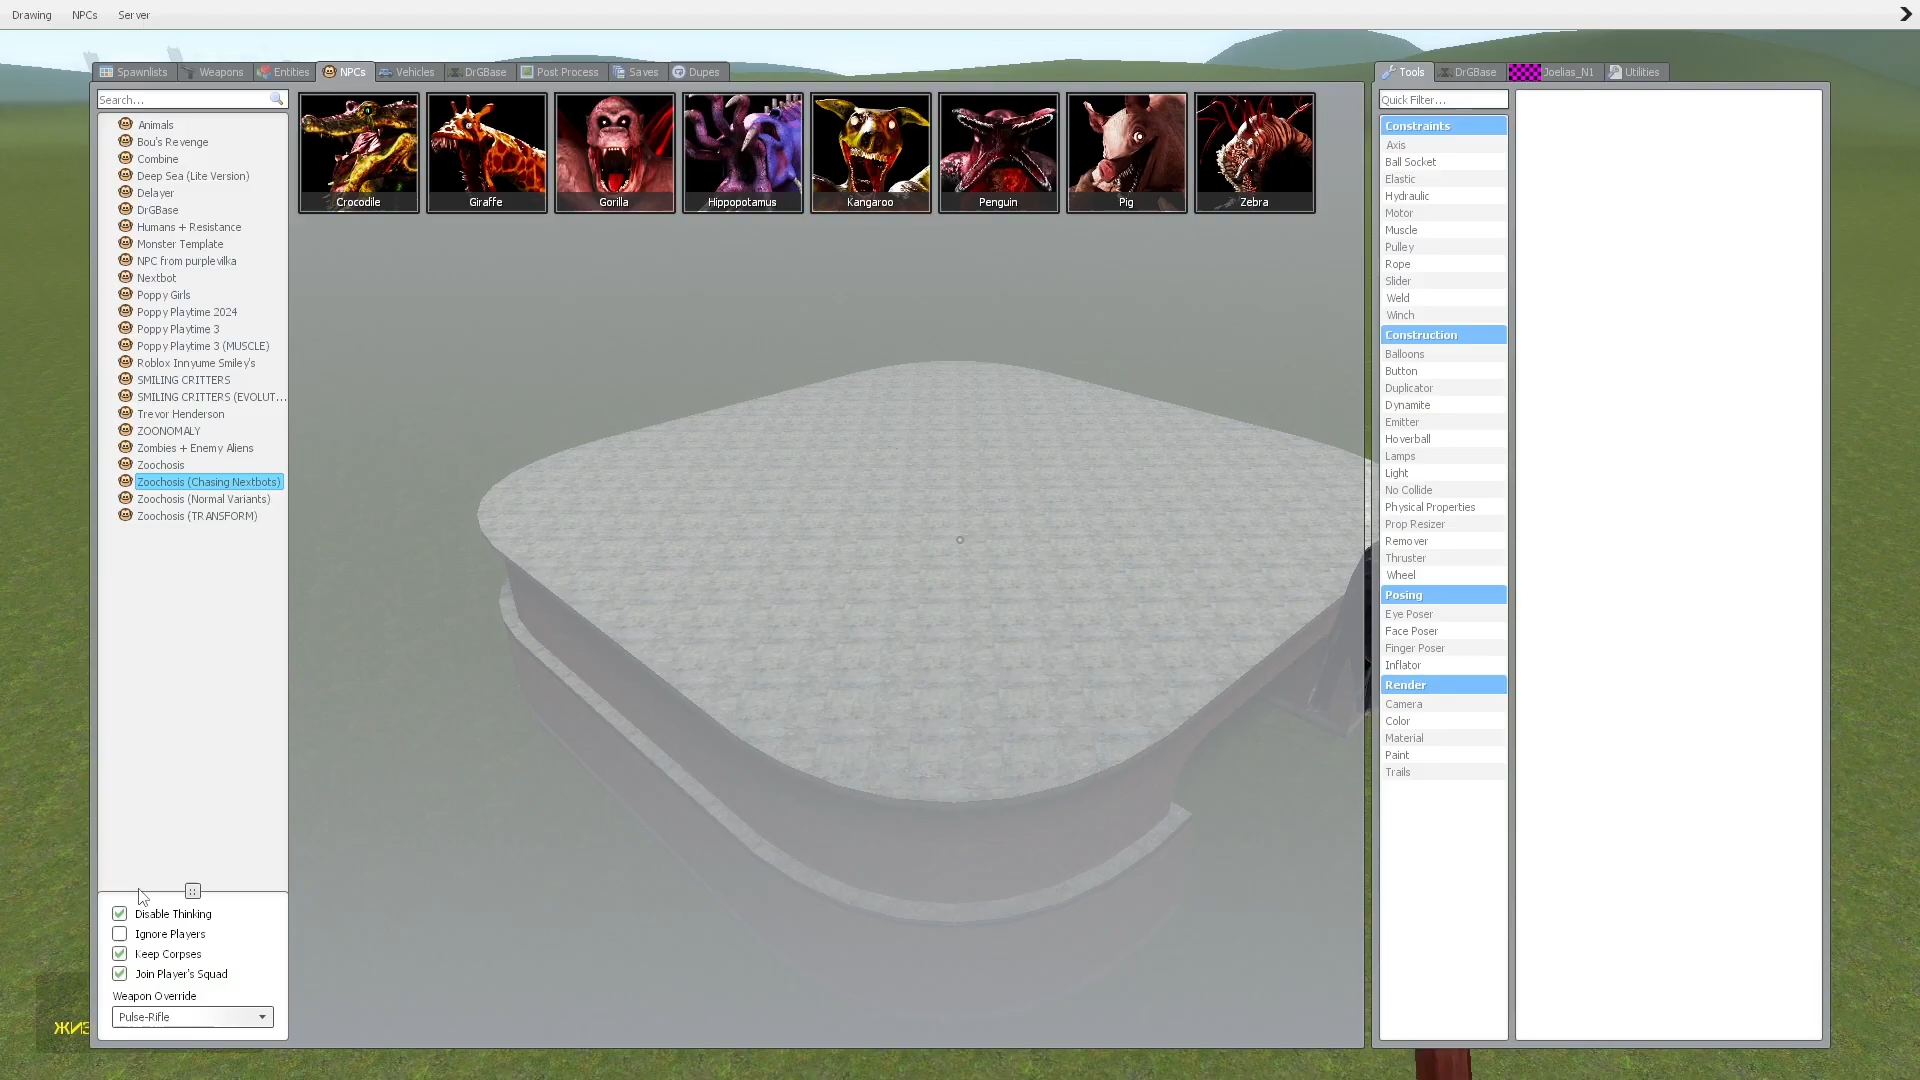 Drawing NPCs Server
Spawnlists Weapons Entities NPCs Vehicles DrGBase Post Process Saves Dupes
Tools DrGBase Joelias_N1 Utilities
Search...
Animals
Bou's Revenge
Combine
Deep Sea (Lite Version)
Delayer
DrGBase
Humans + Resistance
Monster Template
NPC from purplevilka
Nextbot
Poppy Girls
Poppy Playtime 2024
Poppy Playtime 3
Poppy Playtime 3 (MUSCLE)
Roblox Innyume Smiley's
SMILING CRITTERS
SMILING CRITTERS (EVOLUT...
Trevor Henderson
ZOONOMALY
Zombies + Enemy Aliens
Zoochosis
Zoochosis (Chasing Nextbots)
Zoochosis (Normal Variants)
Zoochosis (TRANSFORM)
Disable Thinking
Ignore Players
Keep Corpses
Join Player's Squad
Weapon Override
Pulse-Rifle
ЖИЗ
Crocodile
Giraffe
Gorilla
Hippopotamus
Kangaroo
Penguin
Pig
Zebra
Quick Filter...
Constraints
Axis
Ball Socket
Elastic
Hydraulic
Motor
Muscle
Pulley
Rope
Slider
Weld
Winch
Construction
Balloons
Button
Duplicator
Dynamite
Emitter
Hoverball
Lamps
Light
No Collide
Physical Properties
Prop Resizer
Remover
Thruster
Wheel
Posing
Eye Poser
Face Poser
Finger Poser
Inflator
Render
Camera
Color
Material
Paint
Trails